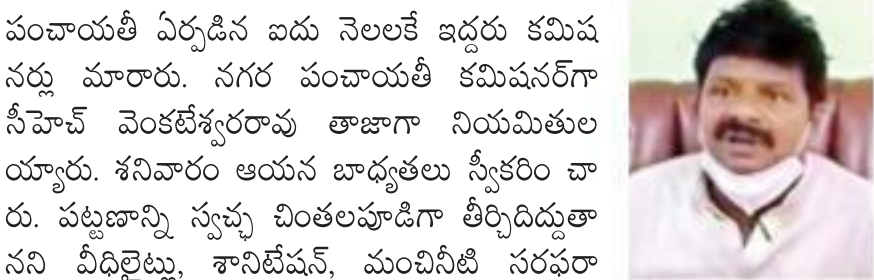 పంచాయతీ ఏర్పడిన ఐదు నెలలకే ఇద్దరు కమిష
నర్లు మారారు. నగర పంచాయతీ కమిషనర్‌గా
సీహెచ్ వెంకటేశ్వరరావు తాజాగా నియమితుల
య్యారు. శనివారం ఆయన బాధ్యతలు స్వీకరిం చా
రు. పట్టణాన్ని స్వచ్ఛ చింతలపూడిగా తీర్చిదిద్దుతా
నని వీధిలైట్లు, శానిటేషన్, మంచినీటి సరఫరా